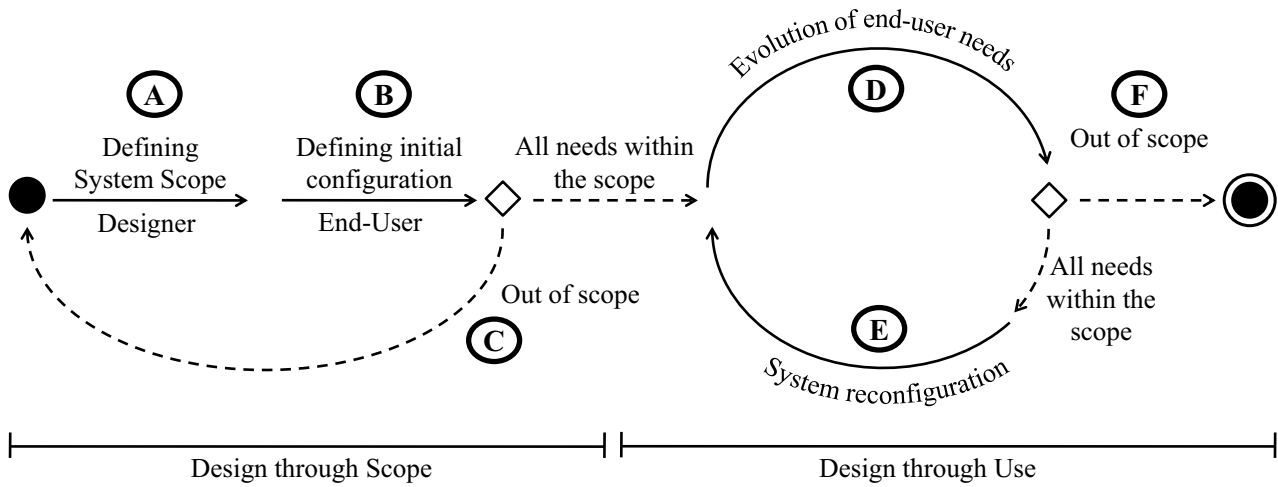 A
Defining
System Scope
Designer
B
Defining initial
configuration
End-User
All needs within
the scope
Out of scope
C
Evolution of end-user needs
D
F
Out of scope
All needs
within the
scope
E
System reconfiguration
Design through Scope
Design through Use